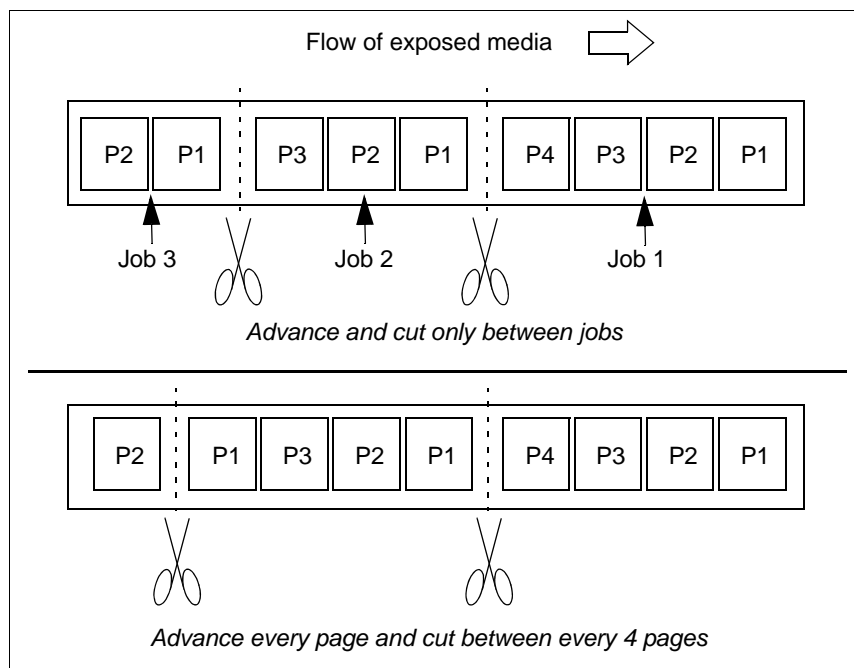 Flow of exposed media
P2 P1 P3 P2 P1 P4 P3 P2 P1
Job 3 Job 2 Job 1
Advance and cut only between jobs
P2 P1 P3 P2 P1 P4 P3 P2 P1
Advance every page and cut between every 4 pages